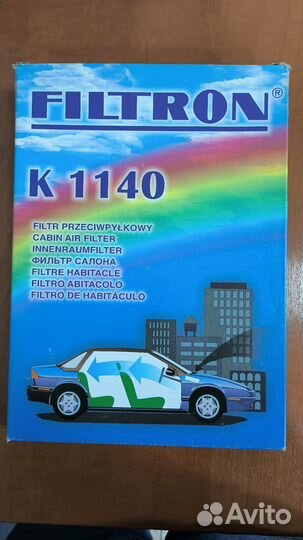 FILTRON®
K 1140
FILTR PRZECIWPYŁKOWY
CABIN AIR FILTER
INNENRAUMFILTER
ФИЛЬТР САЛОНА
FILTRE HABITACLE
FILTRO ABITACOLO
FILTRO DE HABITÁCULO
Avito